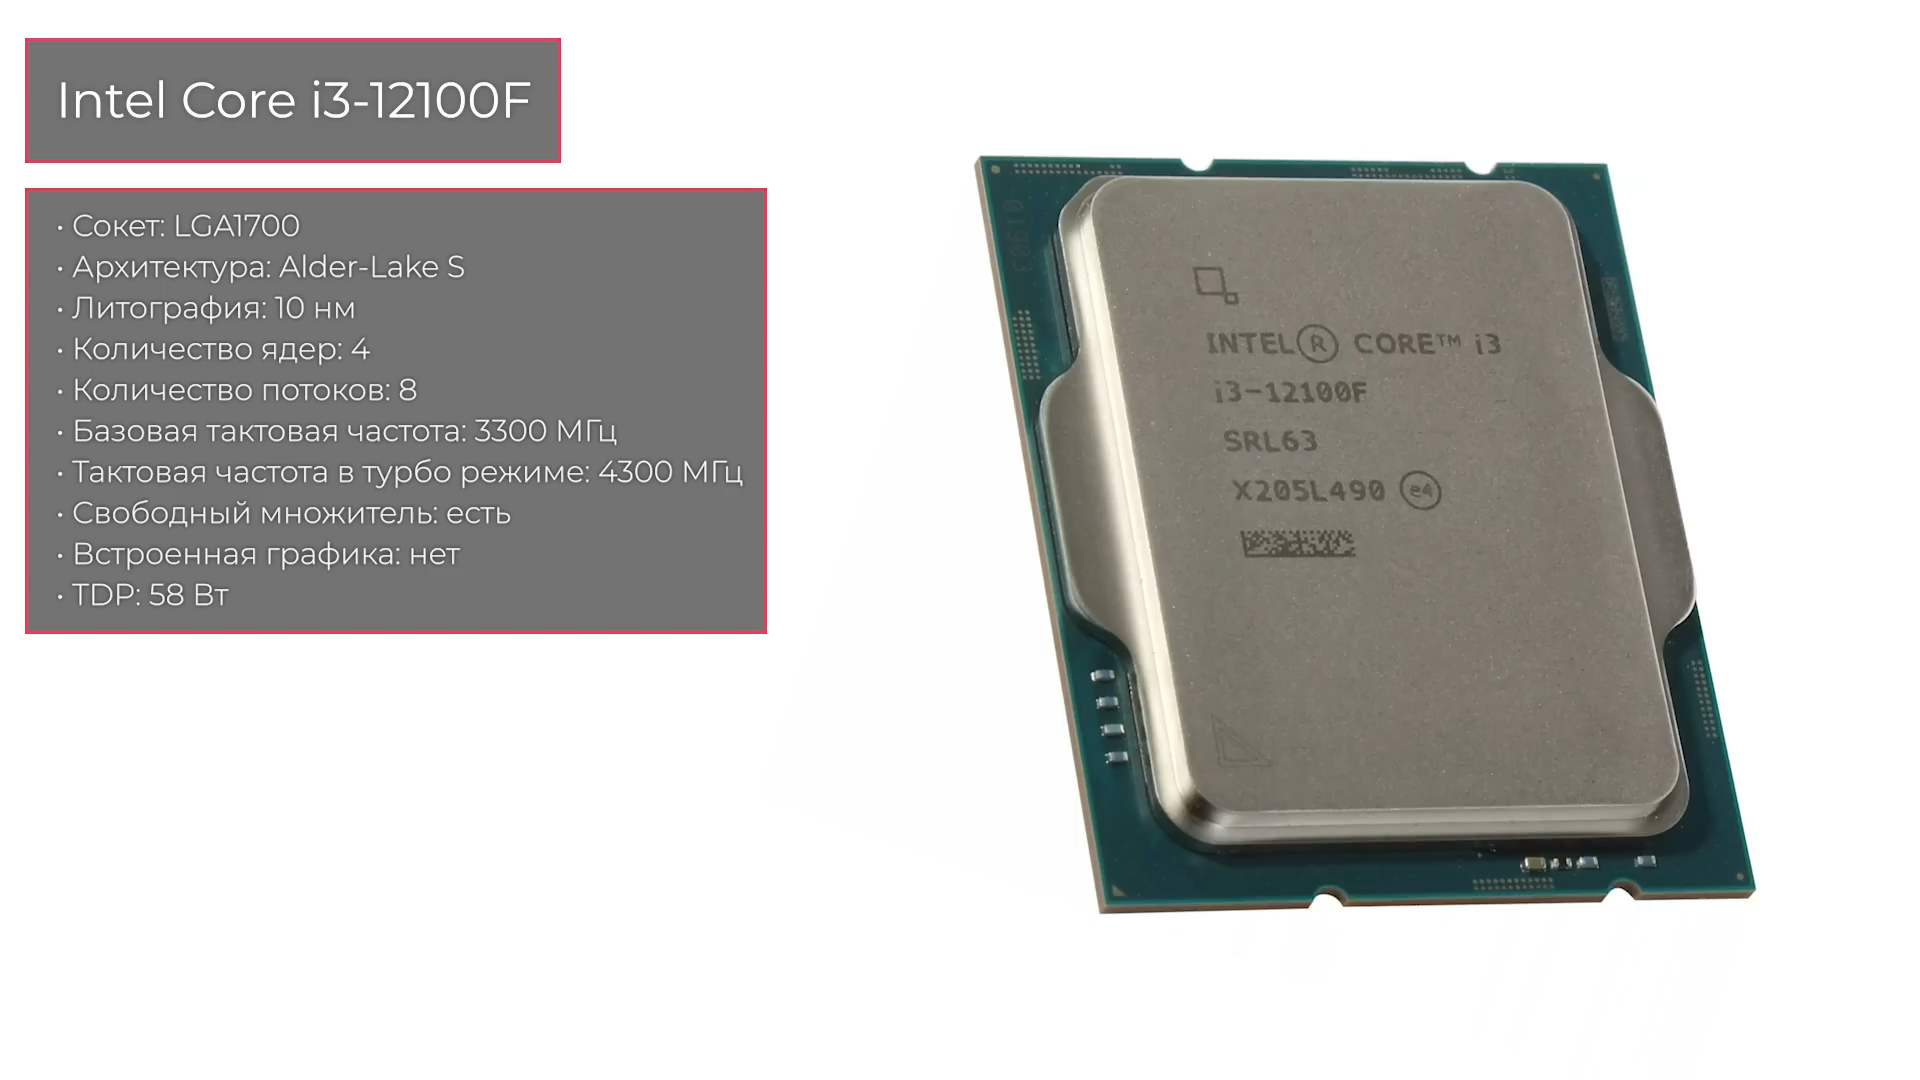 Intel Core i3-12100F
• Сокет: LGA1700
• Архитектура: Alder-Lake S
• Литография: 10 нм
• Количество ядер: 4
• Количество потоков: 8
• Базовая тактовая частота: 3300 МГц
• Тактовая частота в турбо режиме: 4300 МГц
• Свободный множитель: есть
• Встроенная графика: нет
• TDP: 58 Вт
INTEL® CORE™ i3
i3-12100F
SRL63
X205L490 e4